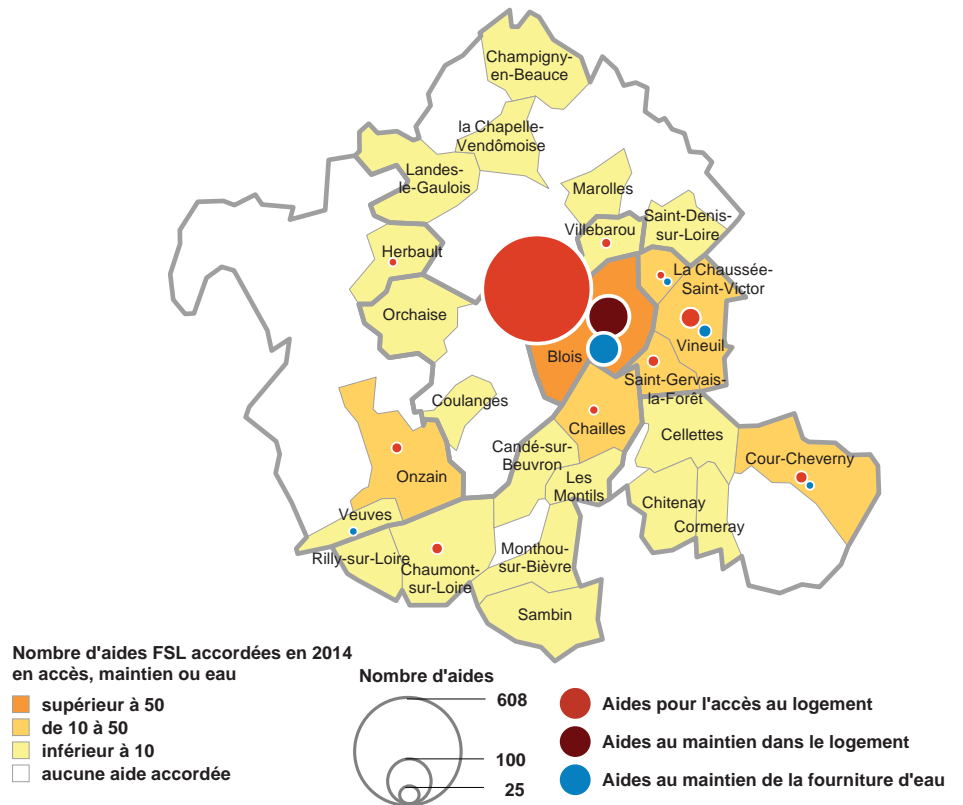 Champigny-
en-Beauce
la Chapelle-
Vendômoise
Landes-
le-Gaulois
Marolles
Saint-Denis-
sur-Loire
Villebarou
Herbault
La Chaussée-
Saint-Victor
Orchaise
Vineuil
Blois
Saint-Gervais-
la-Forêt
Coulanges
Chailles
Cellettes
Candé-sur-
Beuvron
Cour-Cheverny
Onzain
Les
Montils
Chitenay
Veuves
Cormeray
Rilly-sur-Loire
Chaumont-
sur-Loire
Monthou-
sur-Bièvre
Sambin
Nombre d'aides FSL accordées en 2014
en accès, maintien ou eau
supérieur à 50
de 10 à 50
inférieur à 10
aucune aide accordée
Nombre d'aides
608
100
25
Aides pour l'accès au logement
Aides au maintien dans le logement
Aides au maintien de la fourniture d'eau